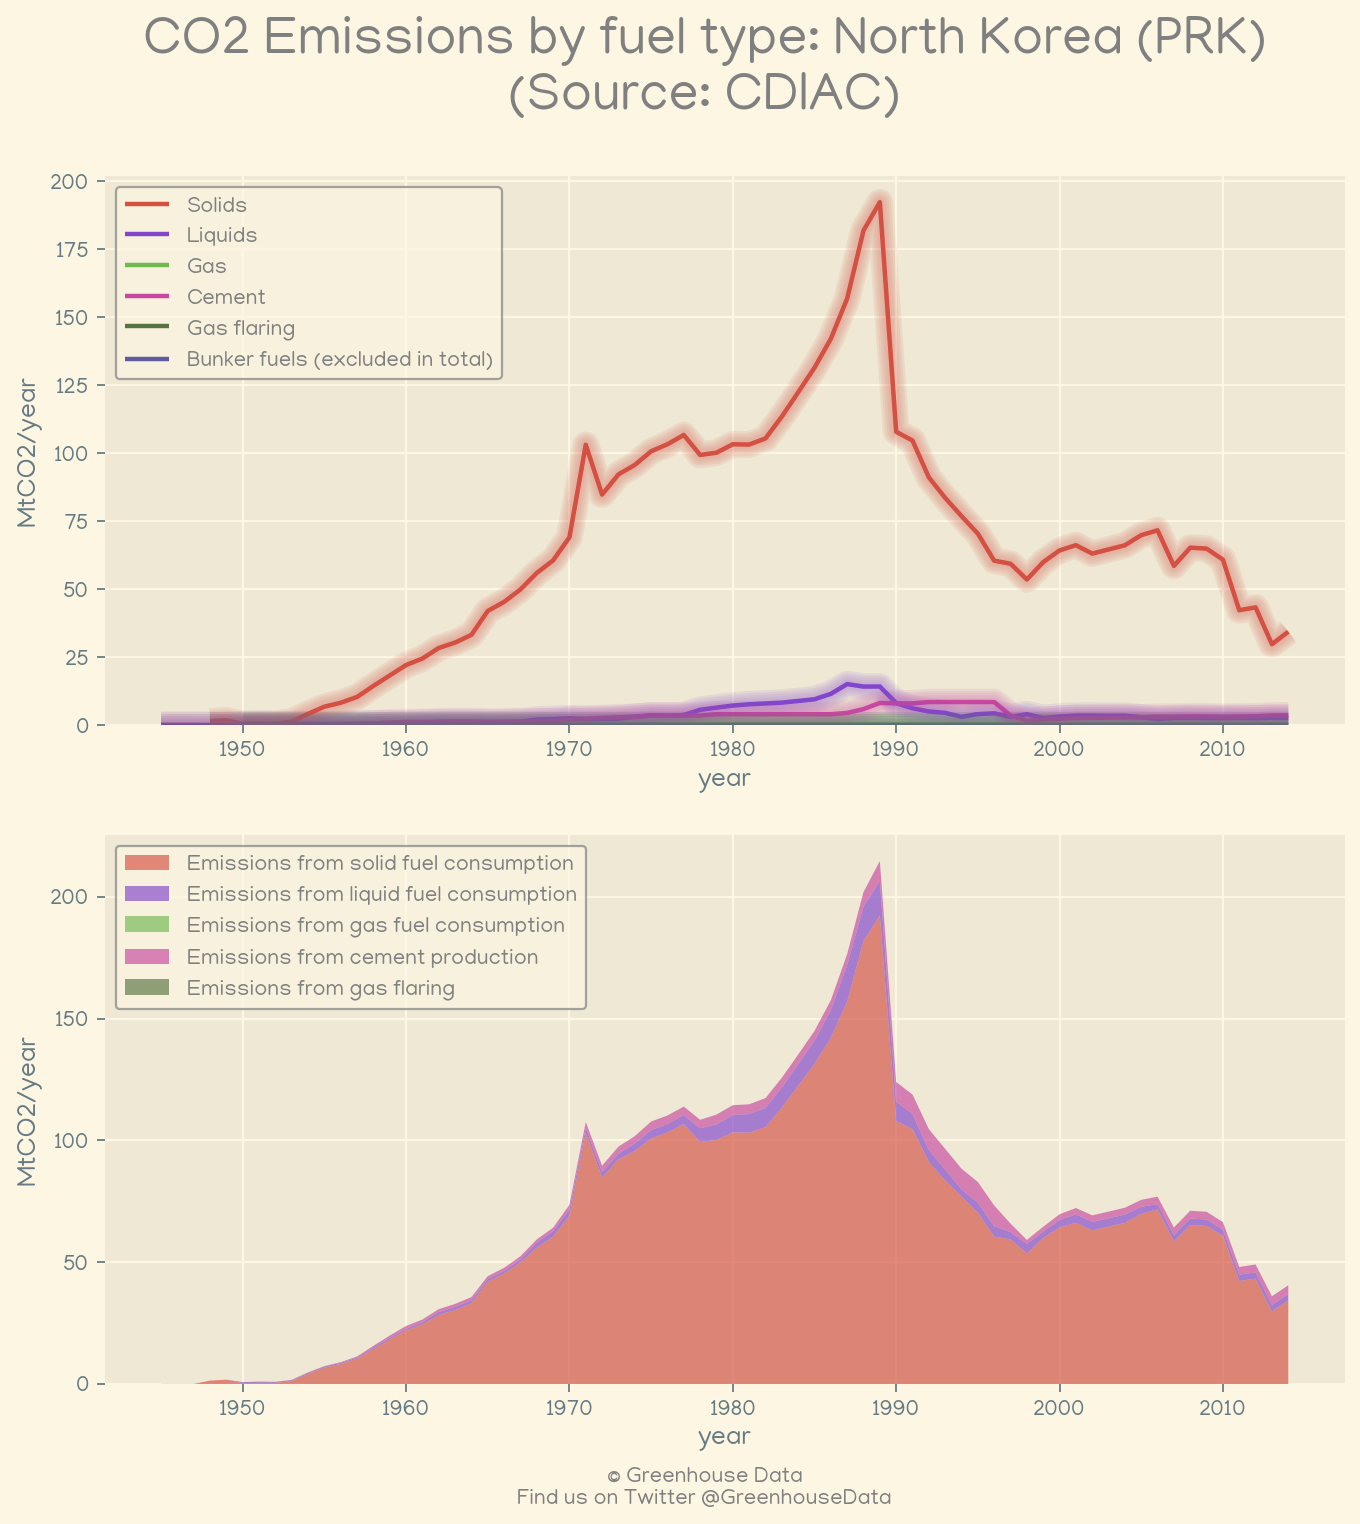 CO2 Emissions by fuel type: North Korea (PRK)
(Source: CDIAC)
200
175
150
125
100
75
50
25
0
MtCO2/year
Solids
Liquids
Gas
Cement
Gas flaring
Bunker fuels (excluded in total)
1950 1960 1970 1980 1990 2000 2010
year
200
150
100
50
0
MtCO2/year
Emissions from solid fuel consumption
Emissions from liquid fuel consumption
Emissions from gas fuel consumption
Emissions from cement production
Emissions from gas flaring
1950 1960 1970 1980 1990 2000 2010
year
© Greenhouse Data
Find us on Twitter @GreenhouseData